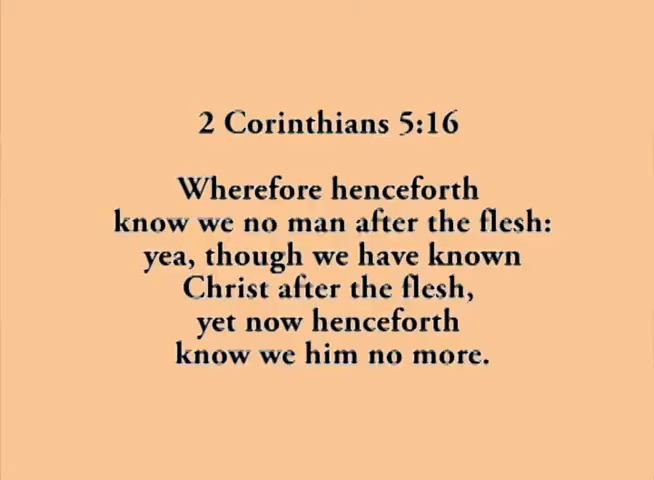 2 Corinthians 5:16
Wherefore henceforth
know we no man after the flesh:
yea, though we have known
Christ after the flesh,
yet now henceforth
know we him no more.